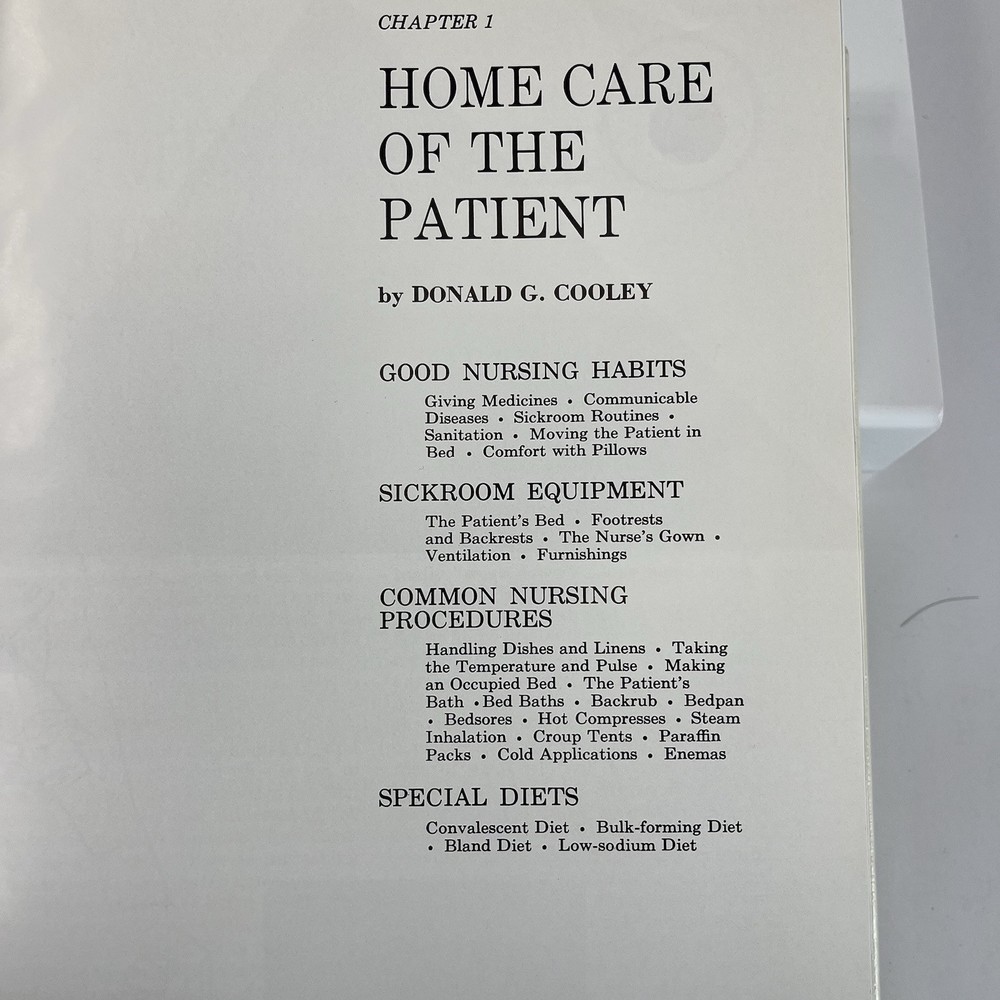 CHAPTER 1
HOME CARE
OF THE
PATIENT
by DONALD G. COOLEY
GOOD NURSING HABITS
Giving Medicines • Communicable
Diseases • Sickroom Routines •
Sanitation • Moving the Patient in
Bed • Comfort with Pillows
SICKROOM EQUIPMENT
The Patient's Bed • Footrests
and Backrests • The Nurse's Gown •
Ventilation • Furnishings
COMMON NURSING
PROCEDURES
Handling Dishes and Linens • Taking
the Temperature and Pulse • Making
an Occupied Bed • The Patient's
Bath • Bed Baths • Backrub • Bedpan
• Bedsores • Hot Compresses • Steam
Inhalation • Croup Tents • Paraffin
Packs • Cold Applications • Enemas
SPECIAL DIETS
Convalescent Diet • Bulk-forming Diet
• Bland Diet • Low-sodium Diet